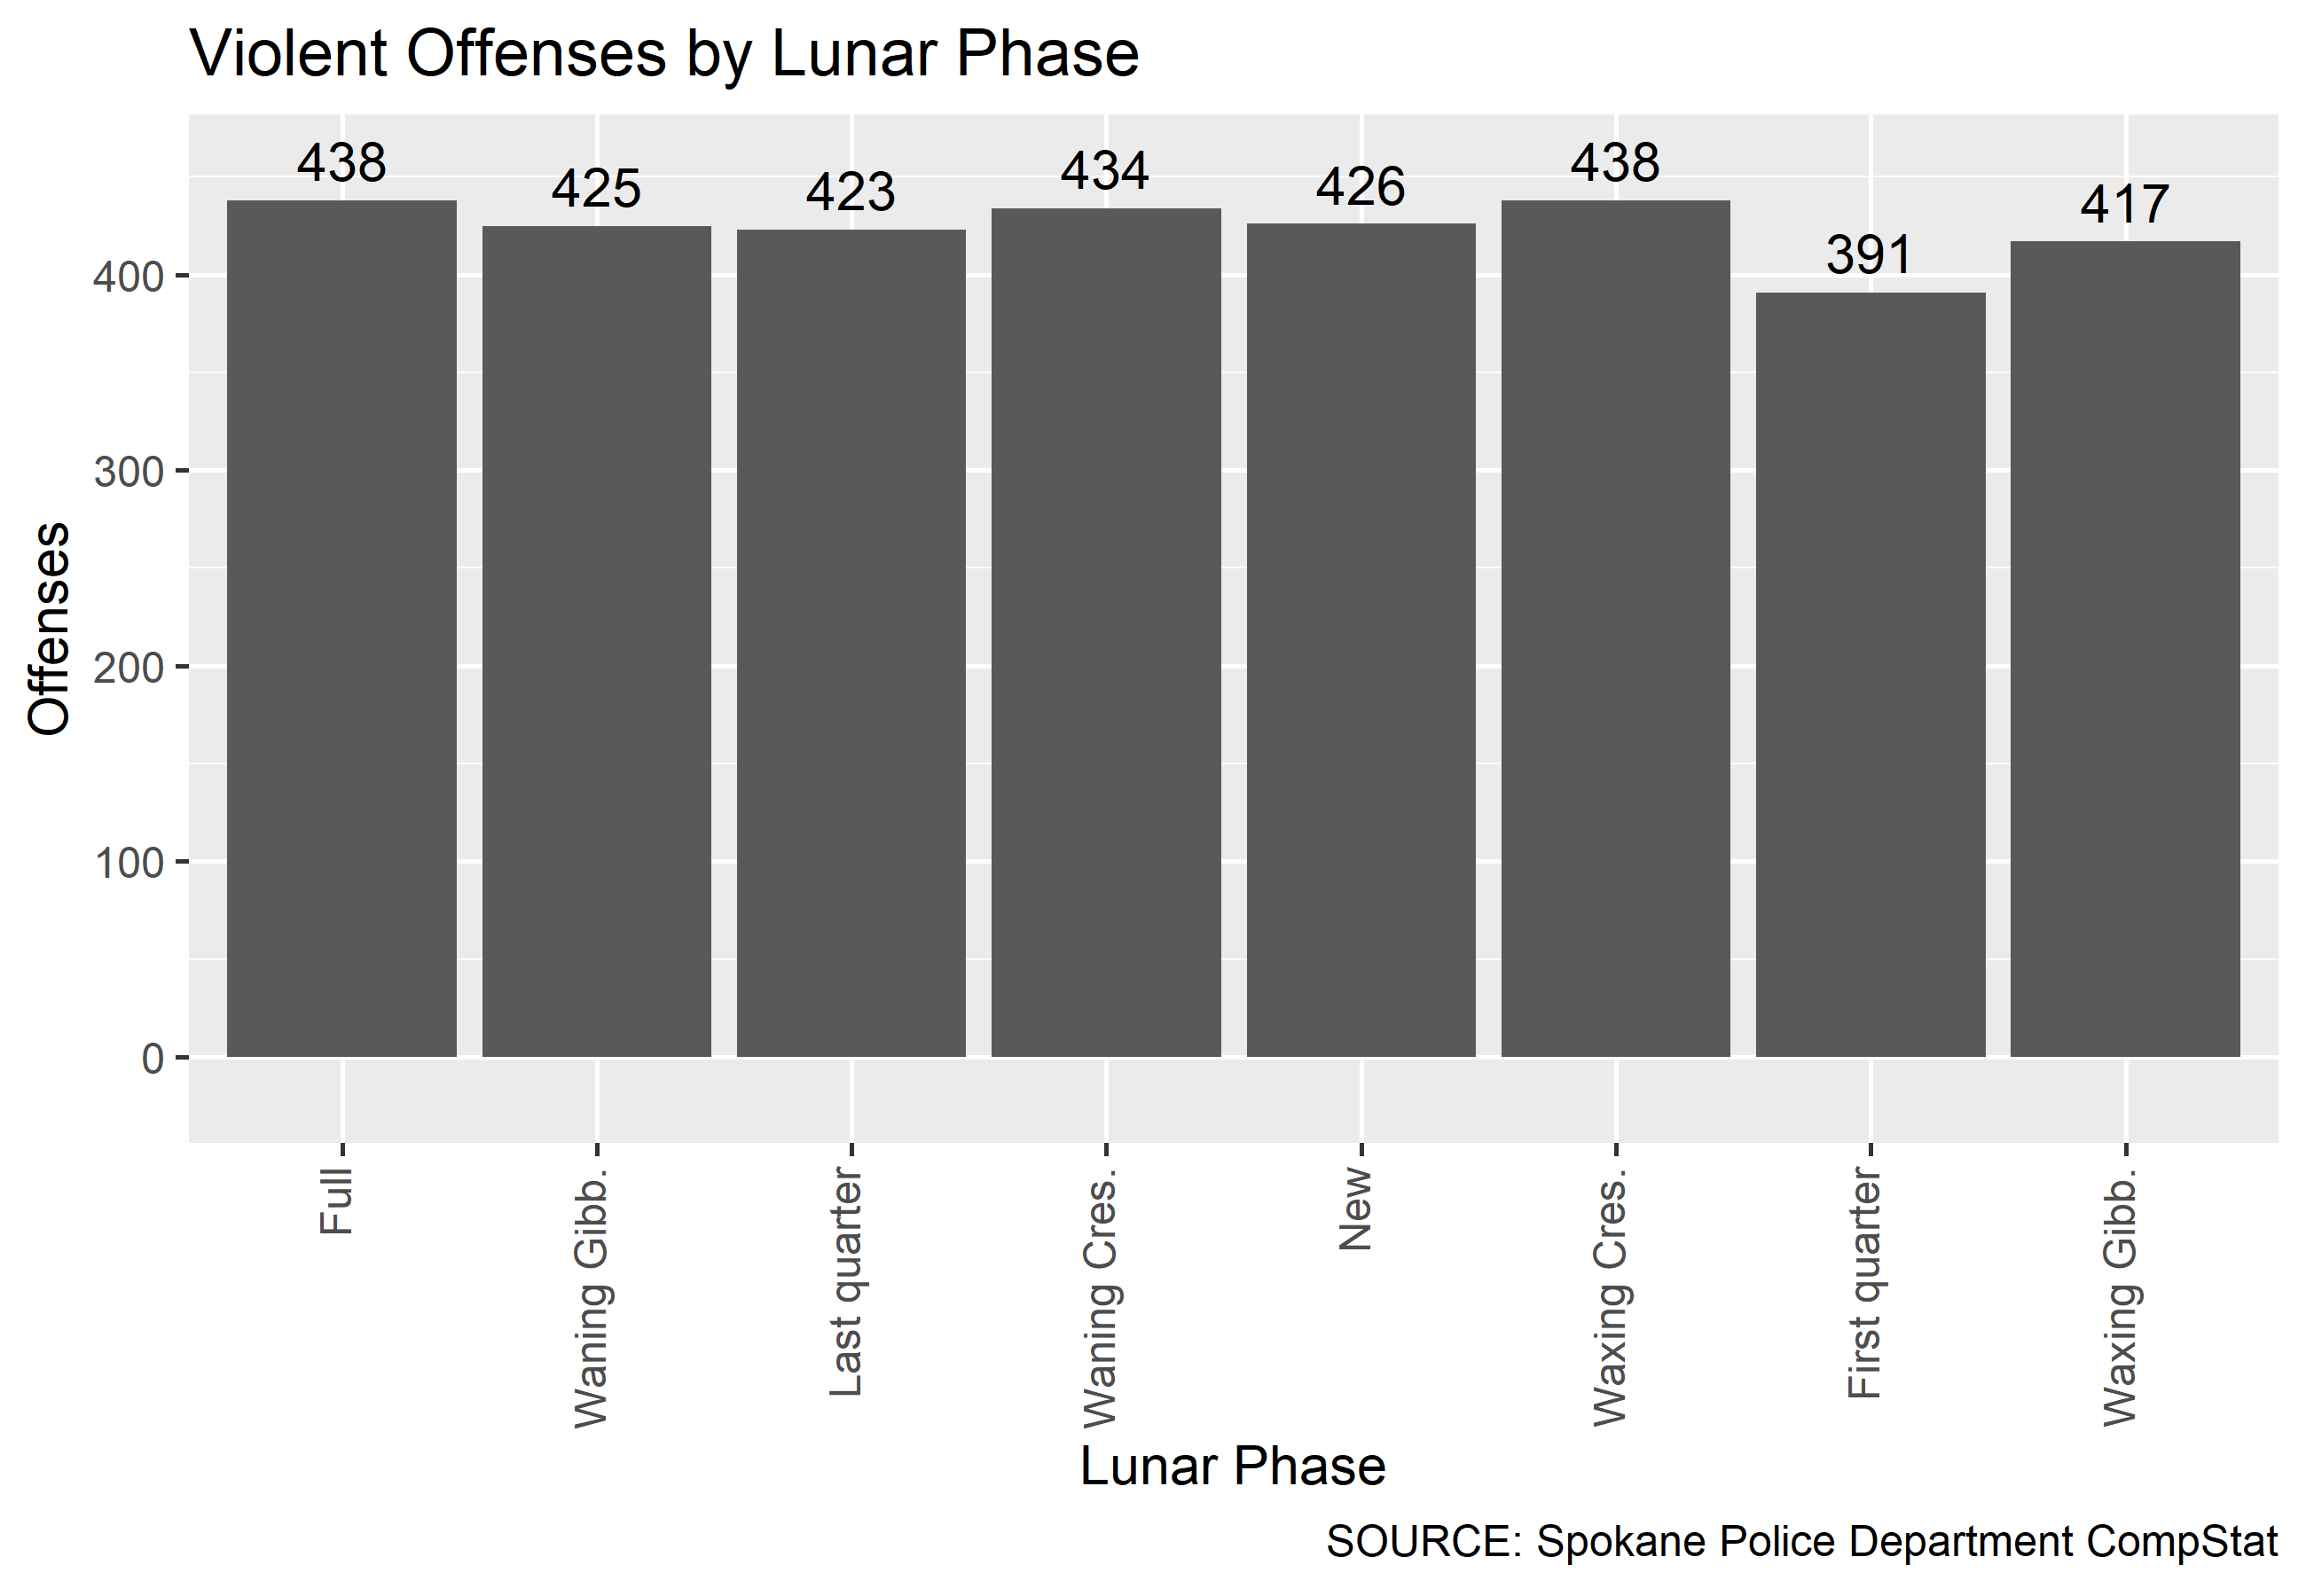 Violent Offenses by Lunar Phase
438
425
423
434
426
438
391
417
400
300
200
100
0
Offenses
Full
Waning Gibb.
Last quarter
Waning Cres.
New
Waxing Cres.
First quarter
Waxing Gibb.
Lunar Phase
SOURCE: Spokane Police Department CompStat